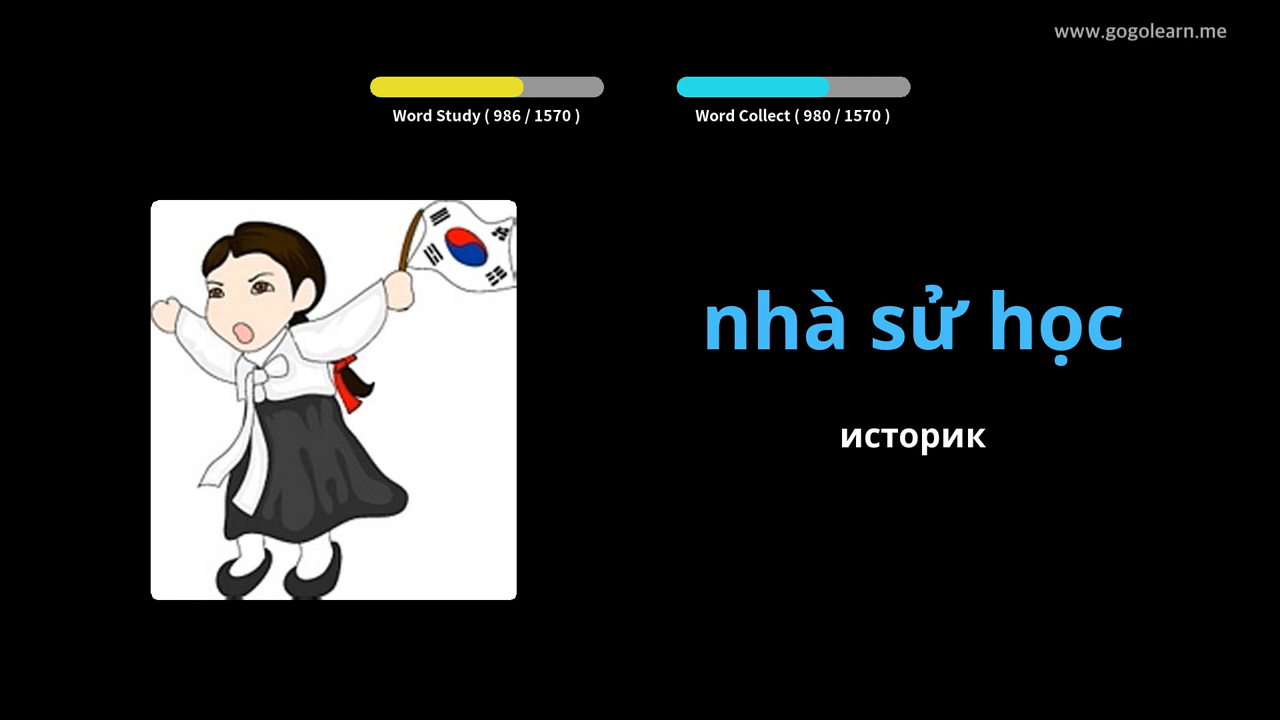 www.gogolearn.me
Word Study ( 986 / 1570 )
Word Collect ( 980 / 1570 )
nhà sử học
историк